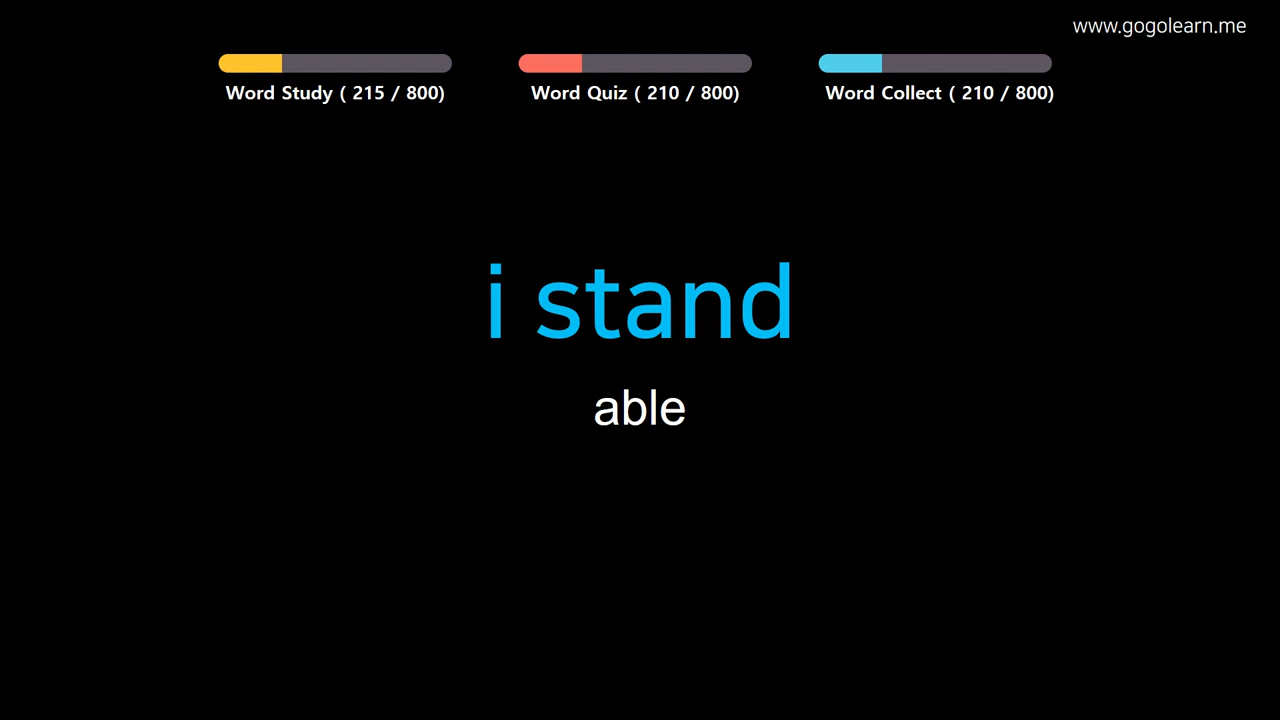 www.gogolearn.me
Word Study ( 215 / 800)
Word Quiz ( 210 / 800)
Word Collect ( 210 / 800)
i stand
able